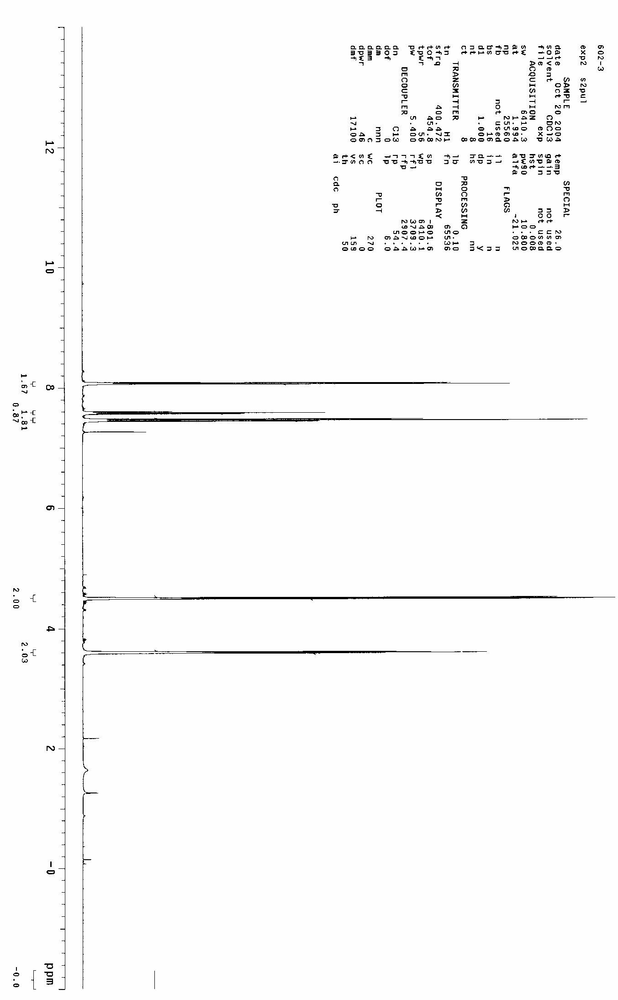 602-3
exp2 s2pul
SAMPLE SPECIAL
date Oct 20 2004 temp 26.0
solvent CDCl3 gain not used
file exp spin not used
ACQUISITION hst 0.008
sw 6410.3 pw90 10.800
at 1.994 alfa -21.025
np 25560 FLAGS
fb not used il n
bs 16 in n
d1 1.000 dp y
nt 8 hs nn
ct 8 PROCESSING
TRANSMITTER lb 0.10
tn H1 fn 65536
sfrq 400.472 DISPLAY
tof 454.8 sp -801.6
tpwr 56 wp 6410.1
pw 5.400 rfl 3709.3
DECOUPLER rfp 2907.4
dn C13 rp 54.4
dof 0 lp 6.0
dm nnn PLOT
dmm c wc 270
dpwr 46 sc 0
dmf 17100 vs 159
th 50
ai cdc ph
12 10 8 6 4 2 -0 ppm
1.67 1.81 2.03
0.87 2.00 -0.0